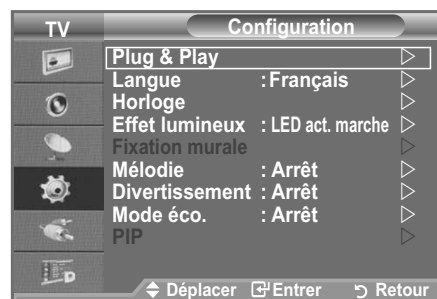 TV Configuration
Plug & Play
Langue : Français
Horloge
Effet lumineux : LED act. marche
Fixation murale
Mélodie : Arrêt
Divertissement : Arrêt
Mode éco. : Arrêt
PIP
Déplacer Entrer Retour